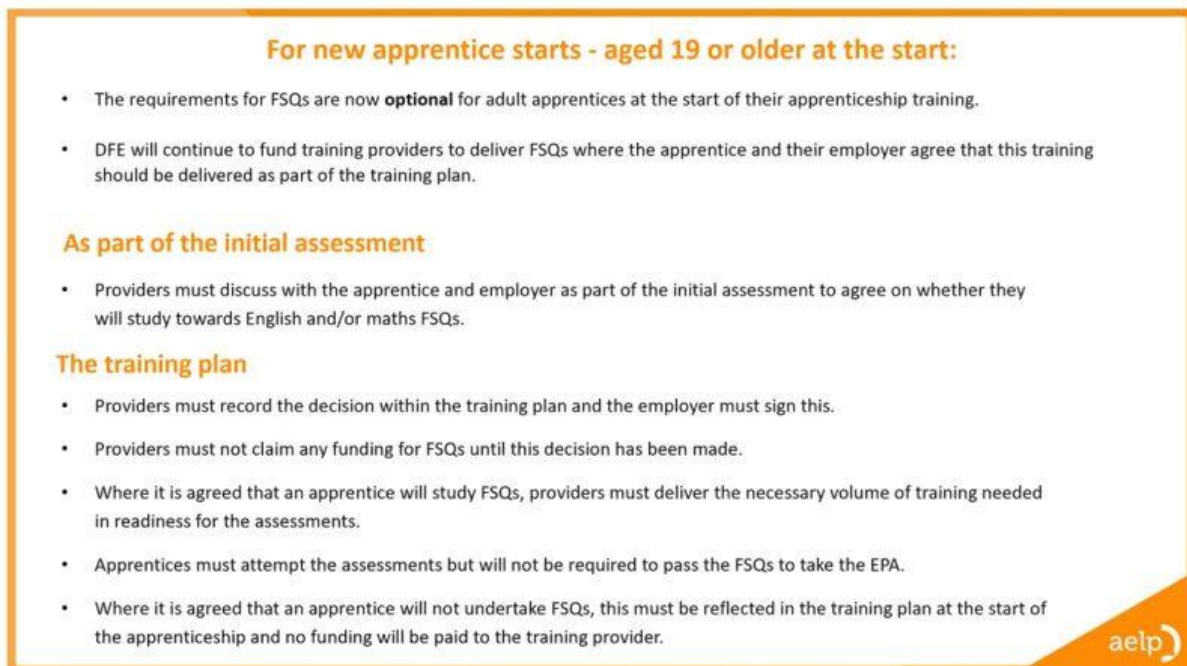 For new apprentice starts - aged 19 or older at the start:
• The requirements for FSQs are now optional for adult apprentices at the start of their apprenticeship training.
• DFE will continue to fund training providers to deliver FSQs where the apprentice and their employer agree that this training
should be delivered as part of the training plan.
As part of the initial assessment
• Providers must discuss with the apprentice and employer as part of the initial assessment to agree on whether they
will study towards English and/or maths FSQs.
The training plan
• Providers must record the decision within the training plan and the employer must sign this.
• Providers must not claim any funding for FSQs until this decision has been made.
• Where it is agreed that an apprentice will study FSQs, providers must deliver the necessary volume of training needed
in readiness for the assessments.
• Apprentices must attempt the assessments but will not be required to pass the FSQs to take the EPA.
• Where it is agreed that an apprentice will not undertake FSQs, this must be reflected in the training plan at the start of
the apprenticeship and no funding will be paid to the training provider.
aelp